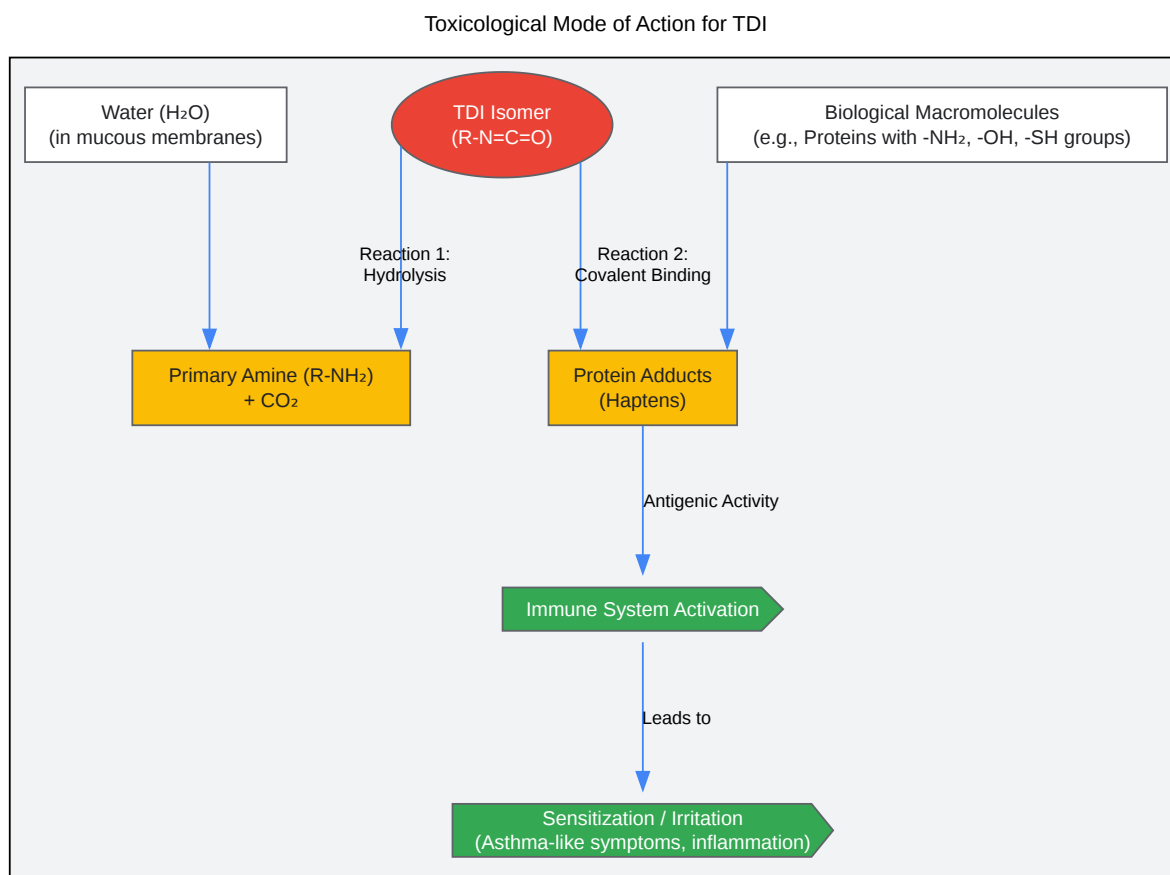 Toxicological Mode of Action for TDI
Water (H₂O)
(in mucous membranes)
TDI Isomer
(R-N=C=O)
Biological Macromolecules
(e.g., Proteins with -NH₂, -OH, -SH groups)
Reaction 1:
Hydrolysis
Reaction 2:
Covalent Binding
Primary Amine (R-NH₂)
+ CO₂
Protein Adducts
(Haptens)
Antigenic Activity
Immune System Activation
Leads to
Sensitization / Irritation
(Asthma-like symptoms, inflammation)